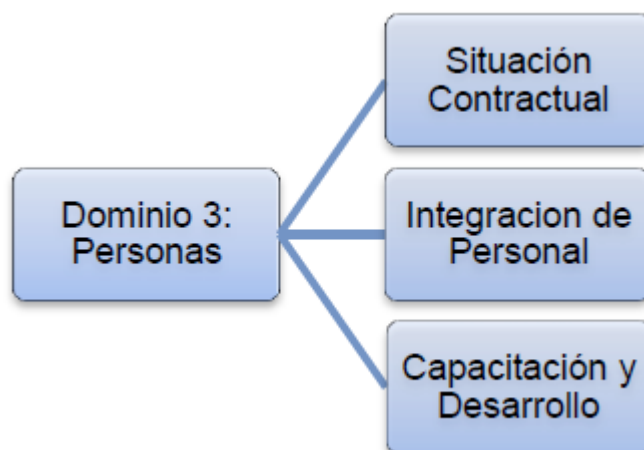 Dominio 3:
Personas
Situación
Contractual
Integracion de
Personal
Capacitación y
Desarrollo